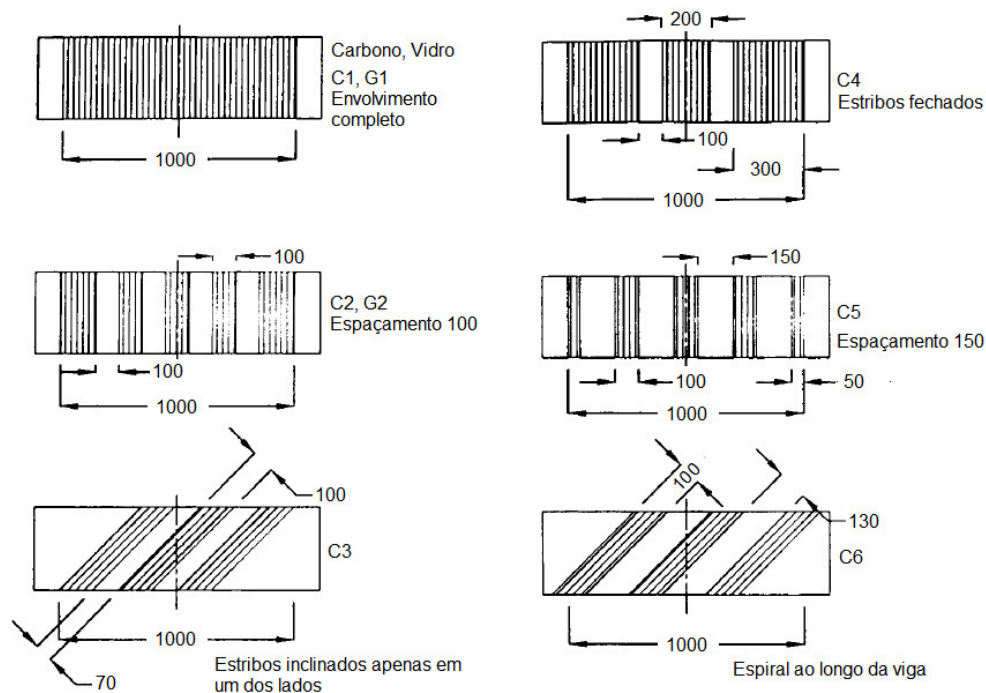 Carbono, Vidro
C1, G1
Envolvimento
completo
1000
200
C4
Estribos fechados
100
300
1000
100
C2, G2
Espaçamento 100
100
1000
150
C5
Espaçamento 150
100
50
1000
100
C3
1000
70
Estribos inclinados apenas em
um dos lados
100
130
C6
1000
Espiral ao longo da viga